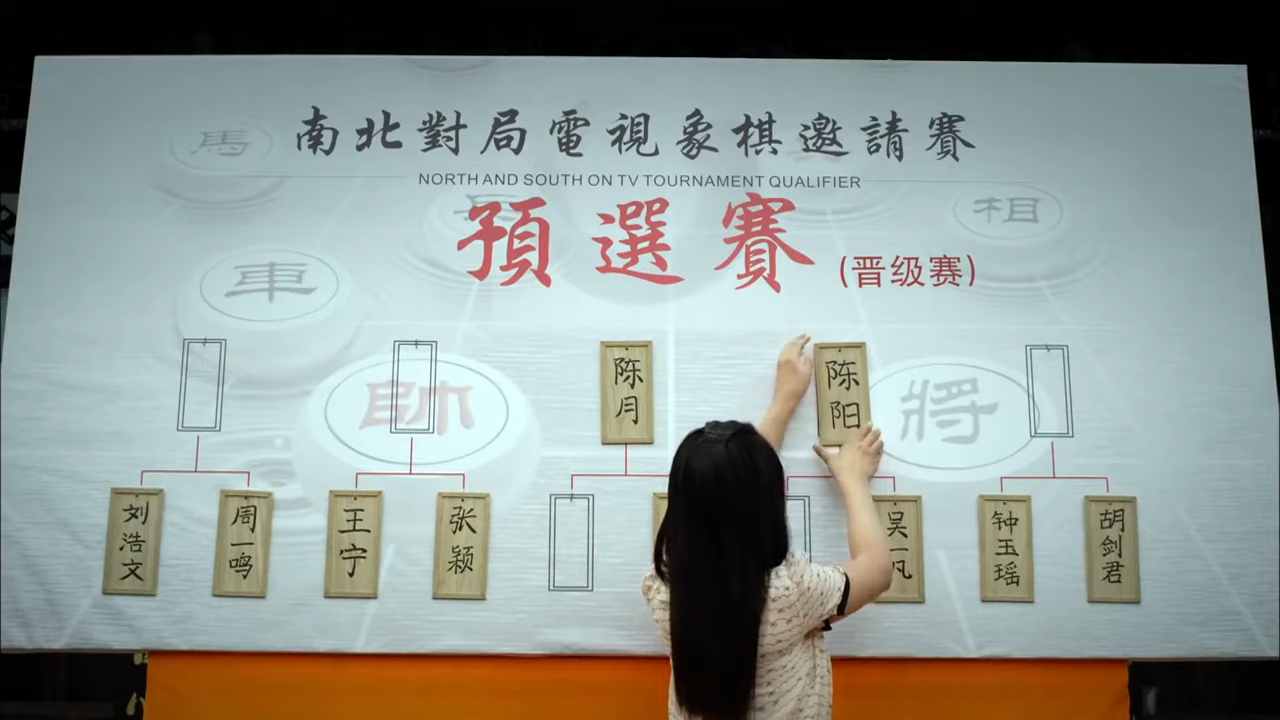 南北對局電視象棋邀請賽
NORTH AND SOUTH ON TV TOURNAMENT QUALIFIER
預選賽 (晋级赛)
馬
相
車
帥
將
陈月
陈阳
刘浩文
周一鸣
王宁
张颖
吴一凡
钟玉瑶
胡剑君